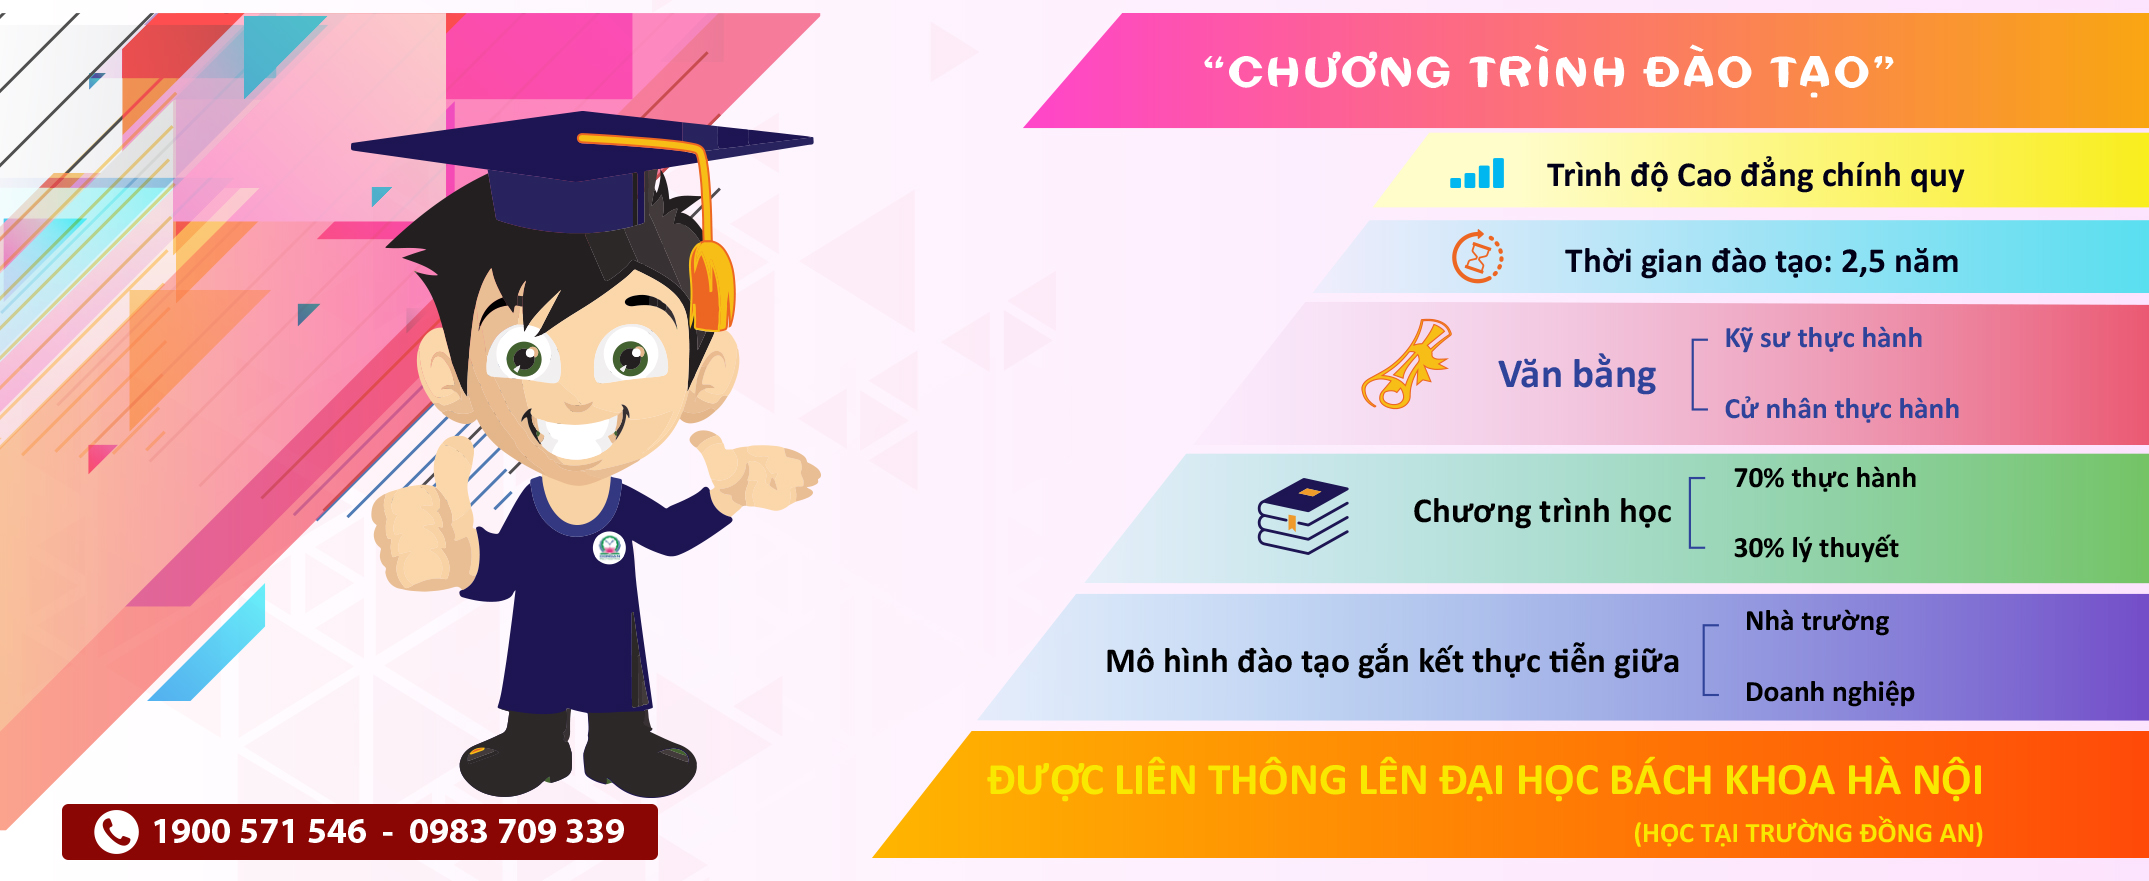 “CHƯƠNG TRÌNH ĐÀO TẠO”
Trình độ Cao đẳng chính quy
Thời gian đào tạo: 2,5 năm
Văn bằng
Kỹ sư thực hành
Cử nhân thực hành
Chương trình học
70% thực hành
30% lý thuyết
Mô hình đào tạo gắn kết thực tiễn giữa
Nhà trường
Doanh nghiệp
ĐƯỢC LIÊN THÔNG LÊN ĐẠI HỌC BÁCH KHOA HÀ NỘI
(HỌC TẠI TRƯỜNG ĐỒNG AN)
1900 571 546 - 0983 709 339